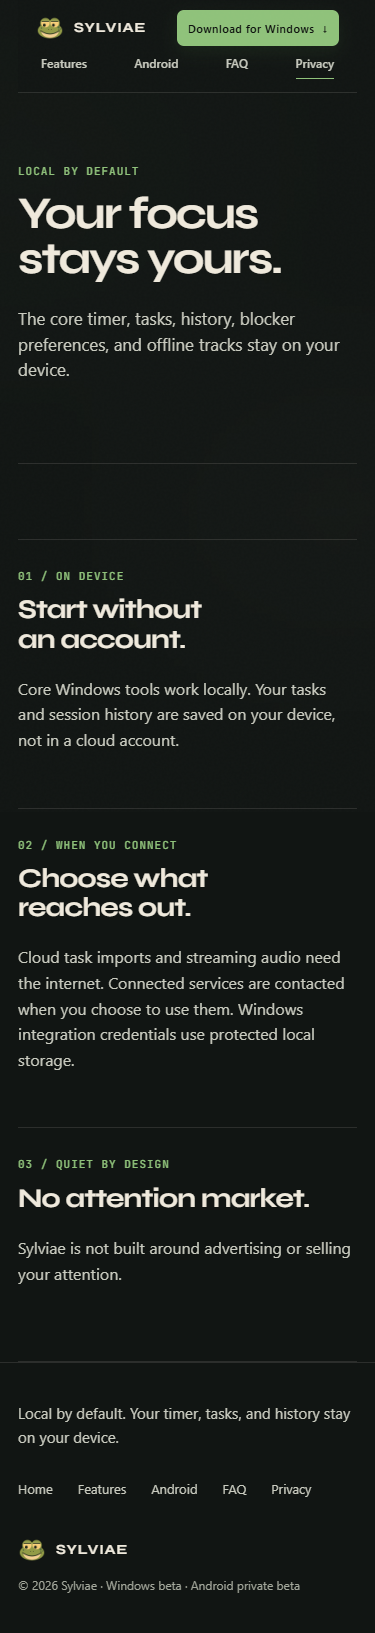 SYLVIAE
Download for Windows ↓
Features Android FAQ Privacy
LOCAL BY DEFAULT
Your focus
stays yours.
The core timer, tasks, history, blocker
preferences, and offline tracks stay on your
device.
01 / ON DEVICE
Start without
an account.
Core Windows tools work locally. Your tasks
and session history are saved on your device,
not in a cloud account.
02 / WHEN YOU CONNECT
Choose what
reaches out.
Cloud task imports and streaming audio need
the internet. Connected services are contacted
when you choose to use them. Windows
integration credentials use protected local
storage.
03 / QUIET BY DESIGN
No attention market.
Sylviae is not built around advertising or selling
your attention.
Local by default. Your timer, tasks, and history stay
on your device.
Home Features Android FAQ Privacy
SYLVIAE
© 2026 Sylviae · Windows beta · Android private beta